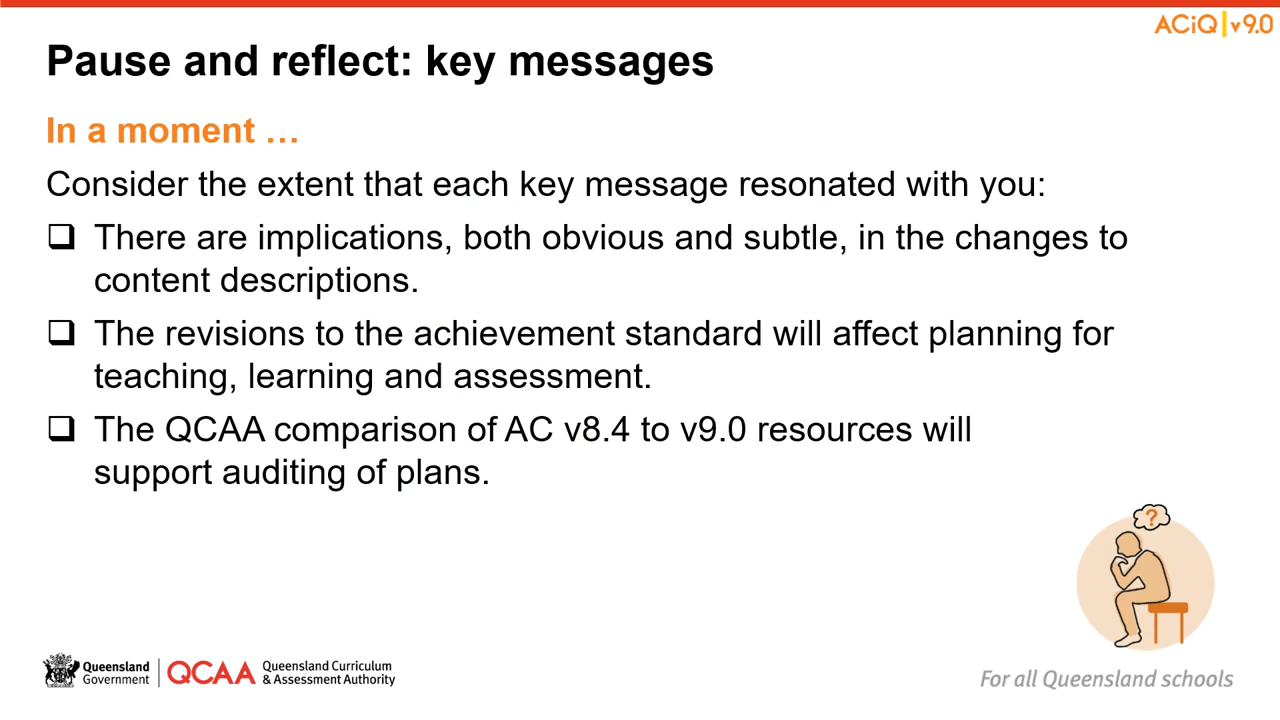 ACiQ v9.0
Pause and reflect: key messages
In a moment …
Consider the extent that each key message resonated with you:
❑ There are implications, both obvious and subtle, in the changes to
content descriptions.
❑ The revisions to the achievement standard will affect planning for
teaching, learning and assessment.
❑ The QCAA comparison of AC v8.4 to v9.0 resources will
support auditing of plans.
?
Queensland
Government
QCAA
Queensland Curriculum
& Assessment Authority
For all Queensland schools